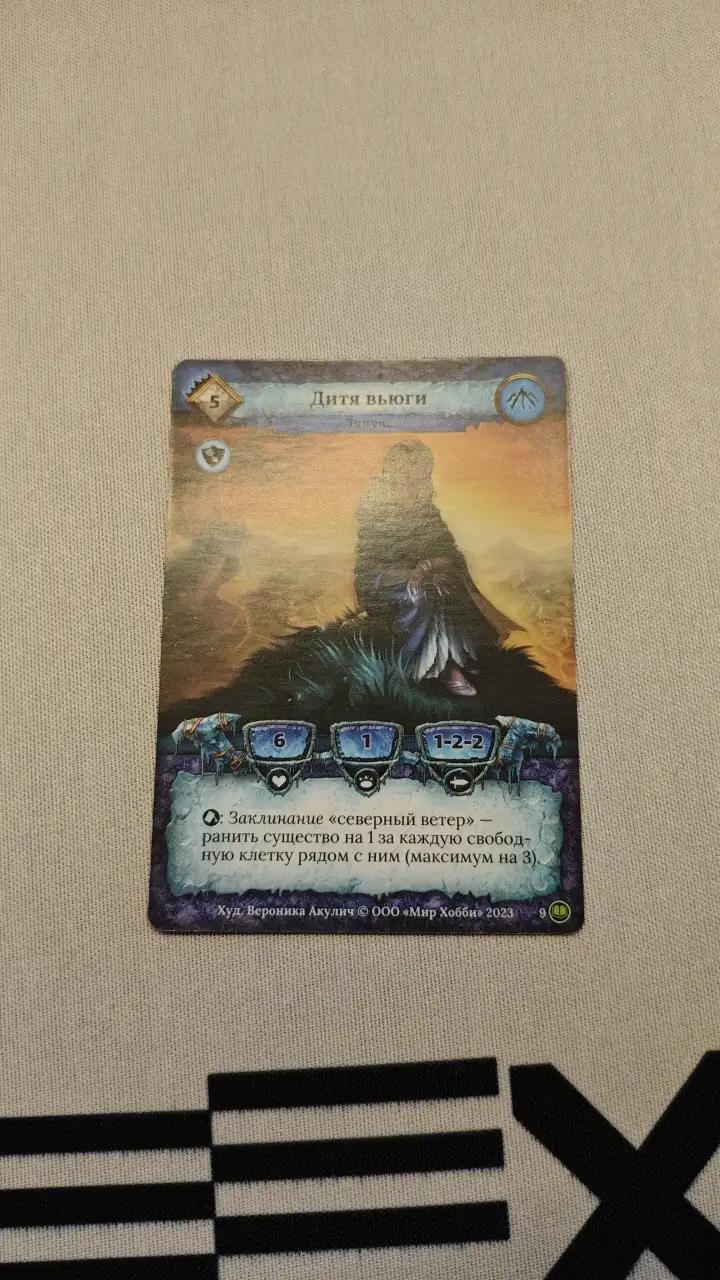 5
Дитя вьюги
6
1
1-2-2
: Заклинание «северный ветер» —
ранить существо на 1 за каждую свобод-
ную клетку рядом с ним (максимум на 3).
Худ. Вероника Акулич © ООО «Мир Хобби» 2023
9
EX